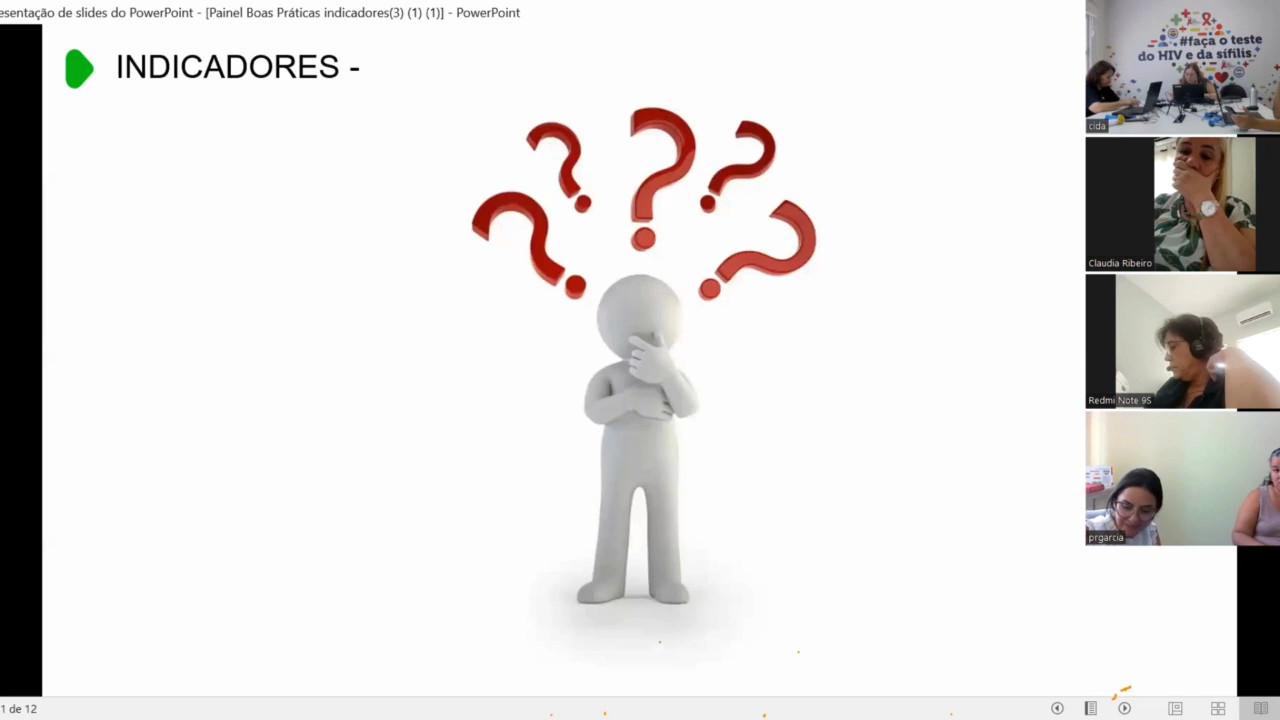 esentação de slides do PowerPoint - [Painel Boas Práticas indicadores(3) (1) (1)] - PowerPoint
INDICADORES -
#faça o teste
do HIV e da sífilis.
cida
Claudia Ribeiro
Redmi Note 9S
prgarcia
1 de 12